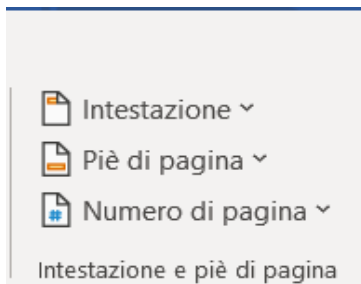 Intestazione
Piè di pagina
Numero di pagina
Intestazione e piè di pagina